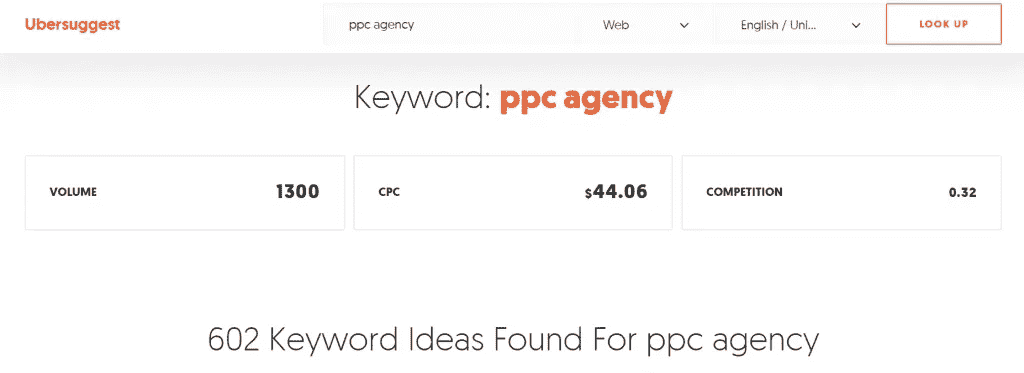 Ubersuggest ppc agency Web English / Uni... LOOK UP
Keyword: ppc agency
VOLUME 1300 CPC $44.06 COMPETITION 0.32
602 Keyword Ideas Found For ppc agency